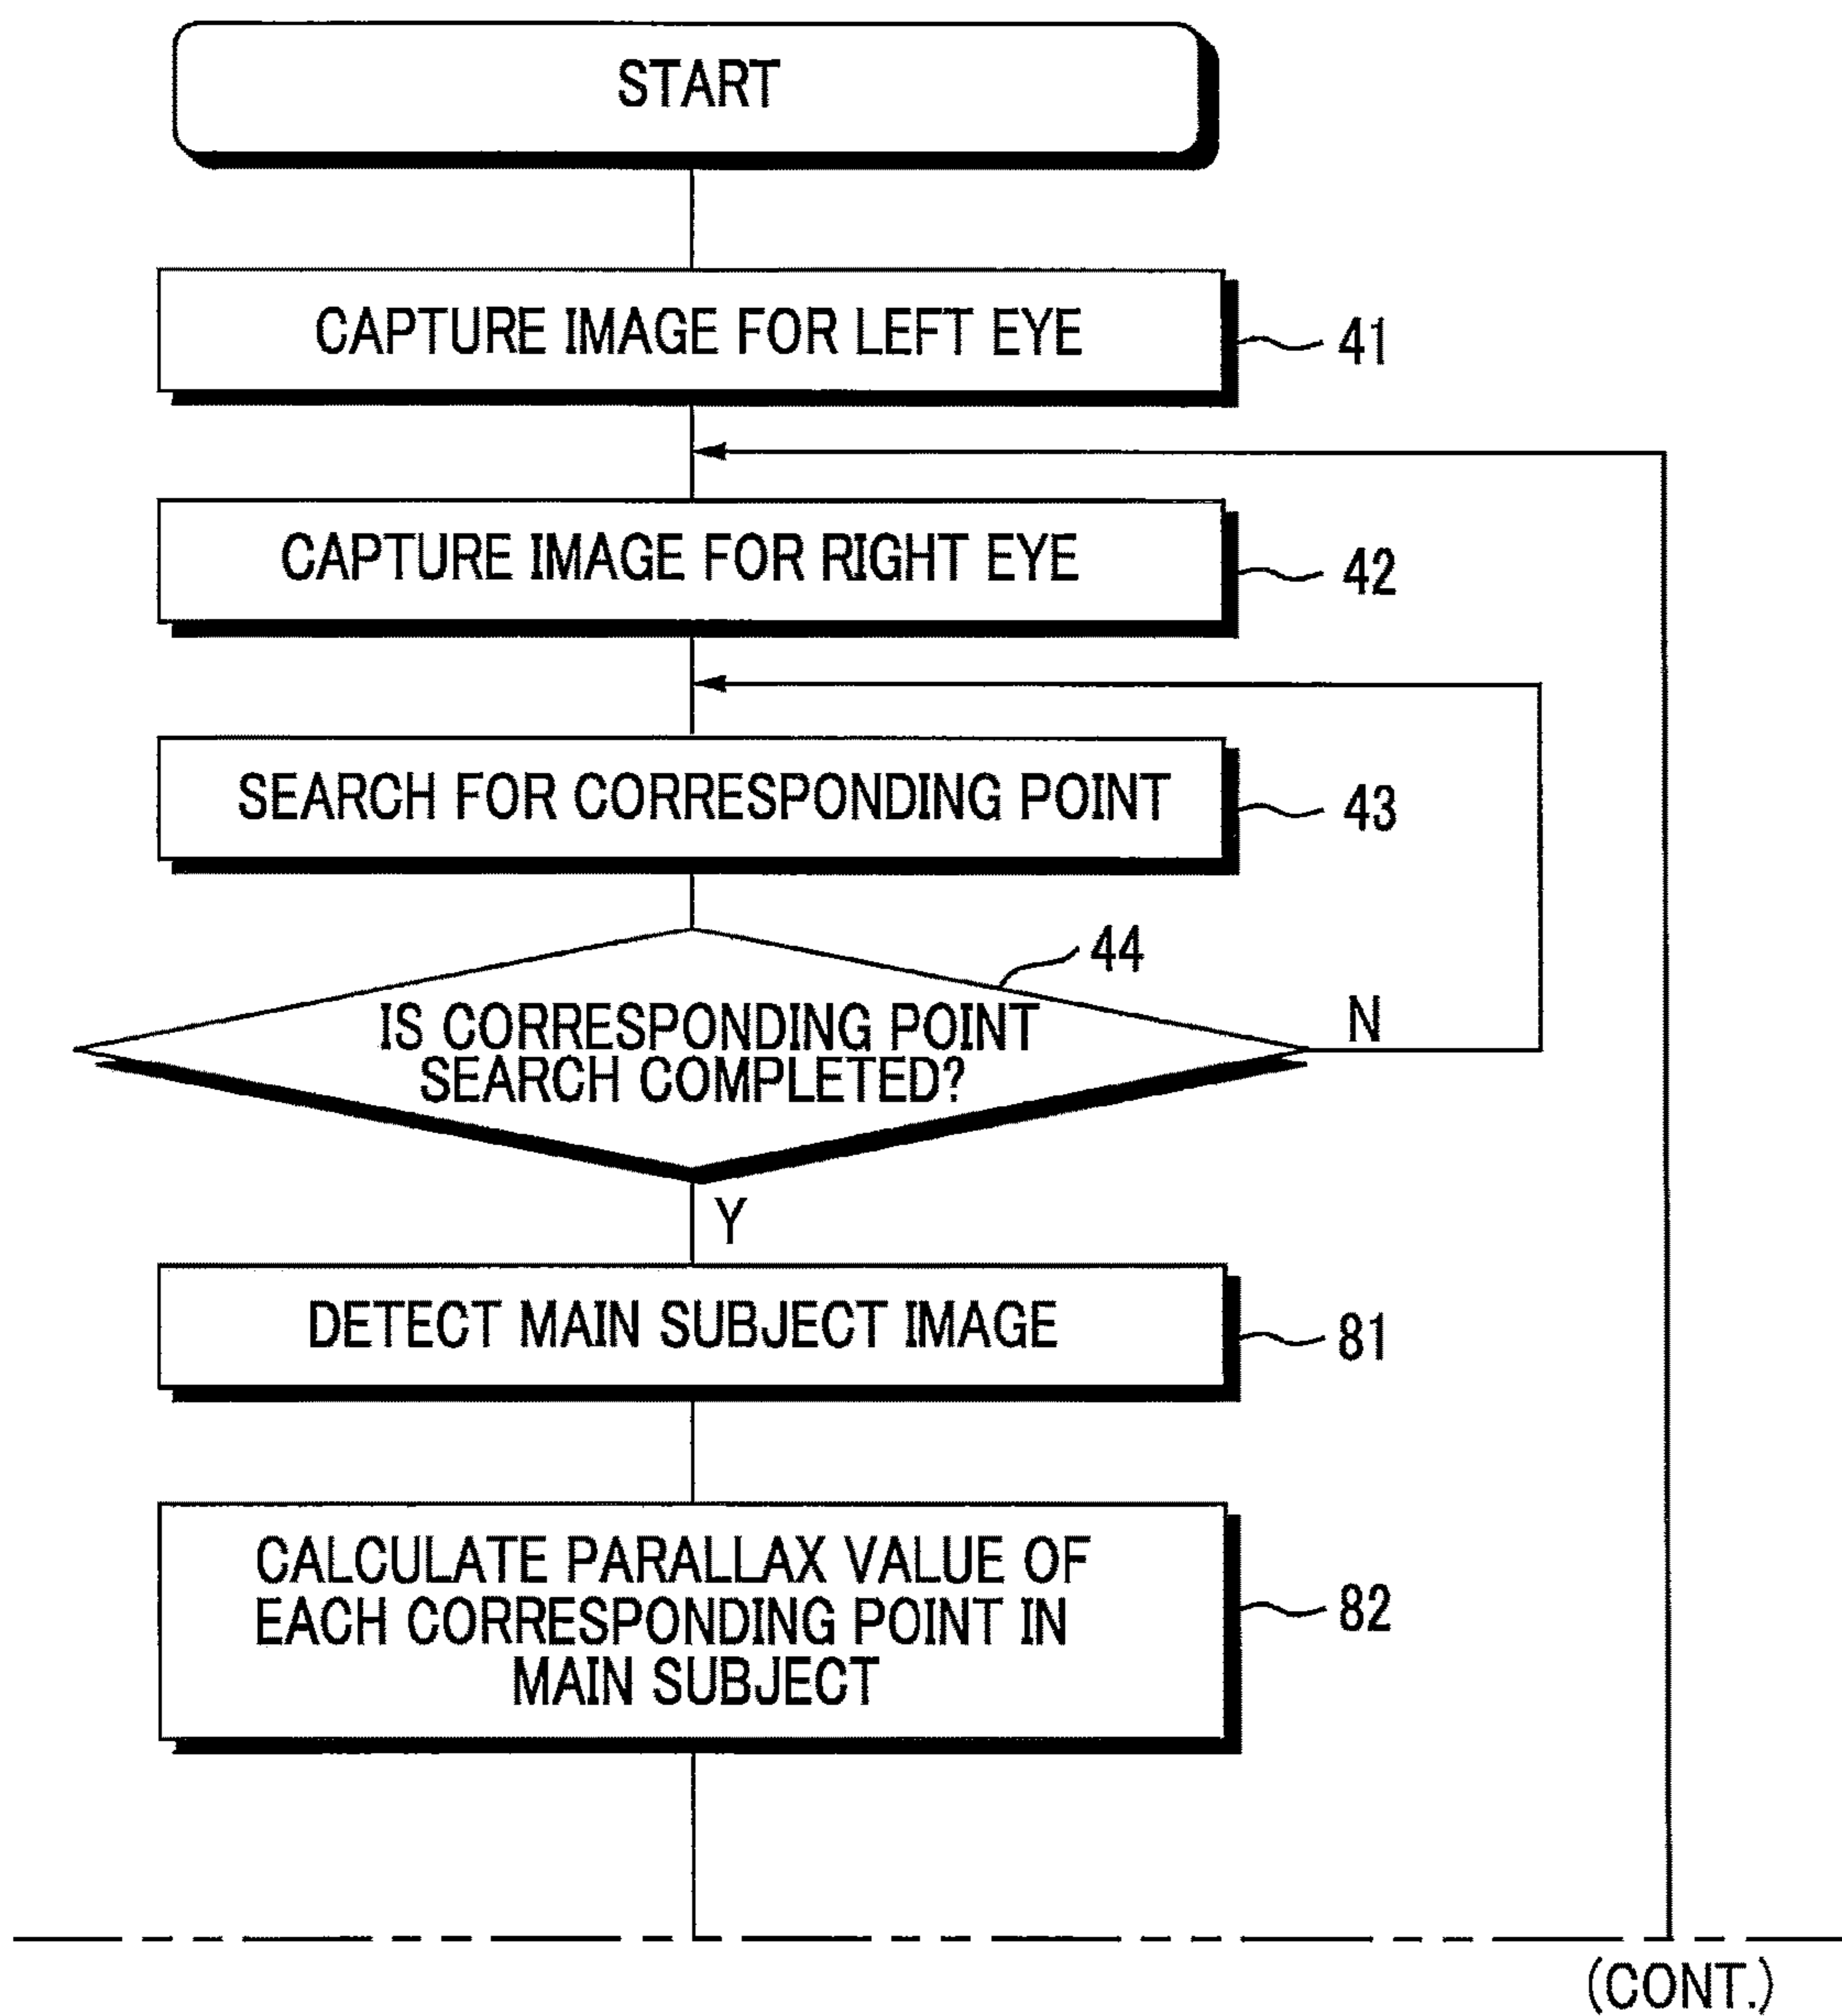 START
CAPTURE IMAGE FOR LEFT EYE
41
CAPTURE IMAGE FOR RIGHT EYE
42
SEARCH FOR CORRESPONDING POINT
43
44
IS CORRESPONDING POINT
SEARCH COMPLETED?
N
Y
DETECT MAIN SUBJECT IMAGE
81
CALCULATE PARALLAX VALUE OF
EACH CORRESPONDING POINT IN
MAIN SUBJECT
82
(CONT.)